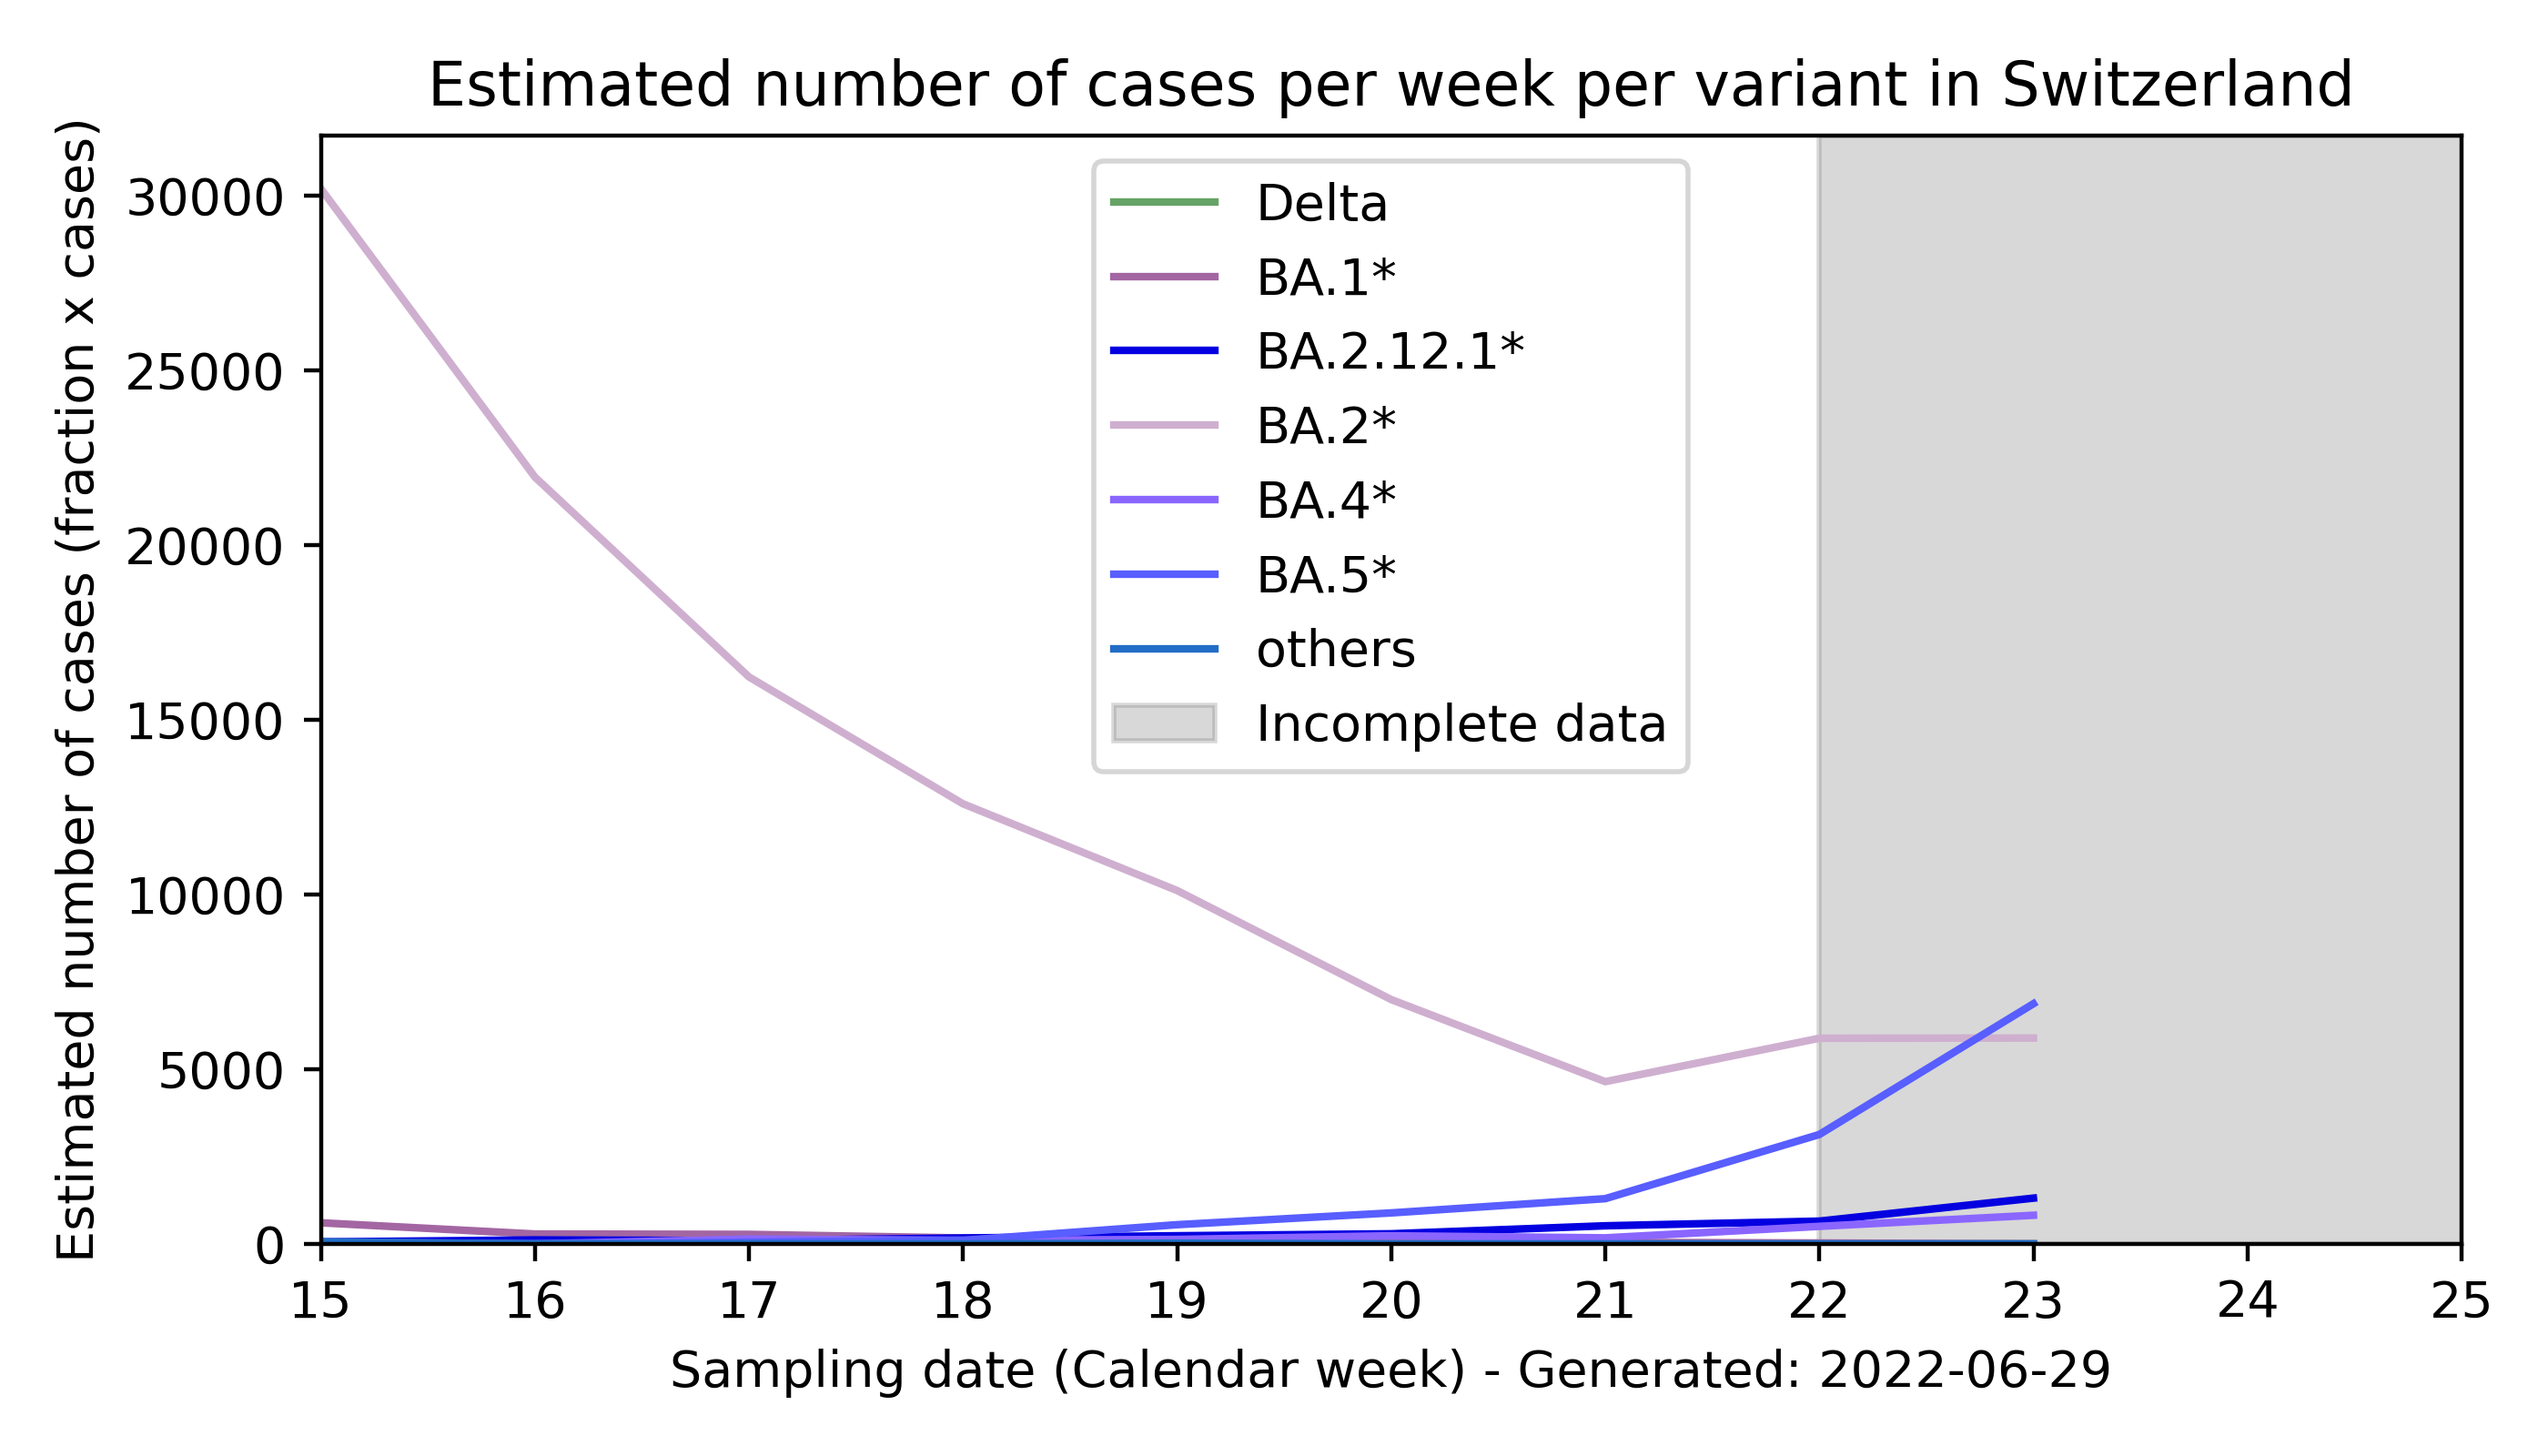 Estimated number of cases per week per variant in Switzerland
Estimated number of cases (fraction x cases)
30000
25000
20000
15000
10000
5000
0
Delta
BA.1*
BA.2.12.1*
BA.2*
BA.4*
BA.5*
others
Incomplete data
15 16 17 18 19 20 21 22 23 24 25
Sampling date (Calendar week) - Generated: 2022-06-29